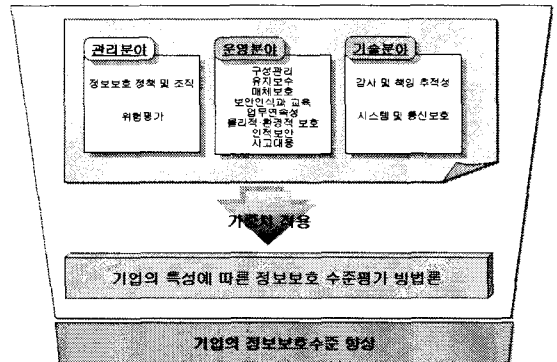 관리분야
정보보호 정책 및 조직
위험평가
운영분야
구성관리
유지보수
매체보호
보안인식과 교육
업무연속성
물리적·환경적 보호
인적보안
사고대응
기술분야
감사 및 책임 추적성
시스템 및 통신보호
가중치 적용
기업의 특성에 따른 정보보호 수준평가 방법론
기업의 정보보호수준 향상